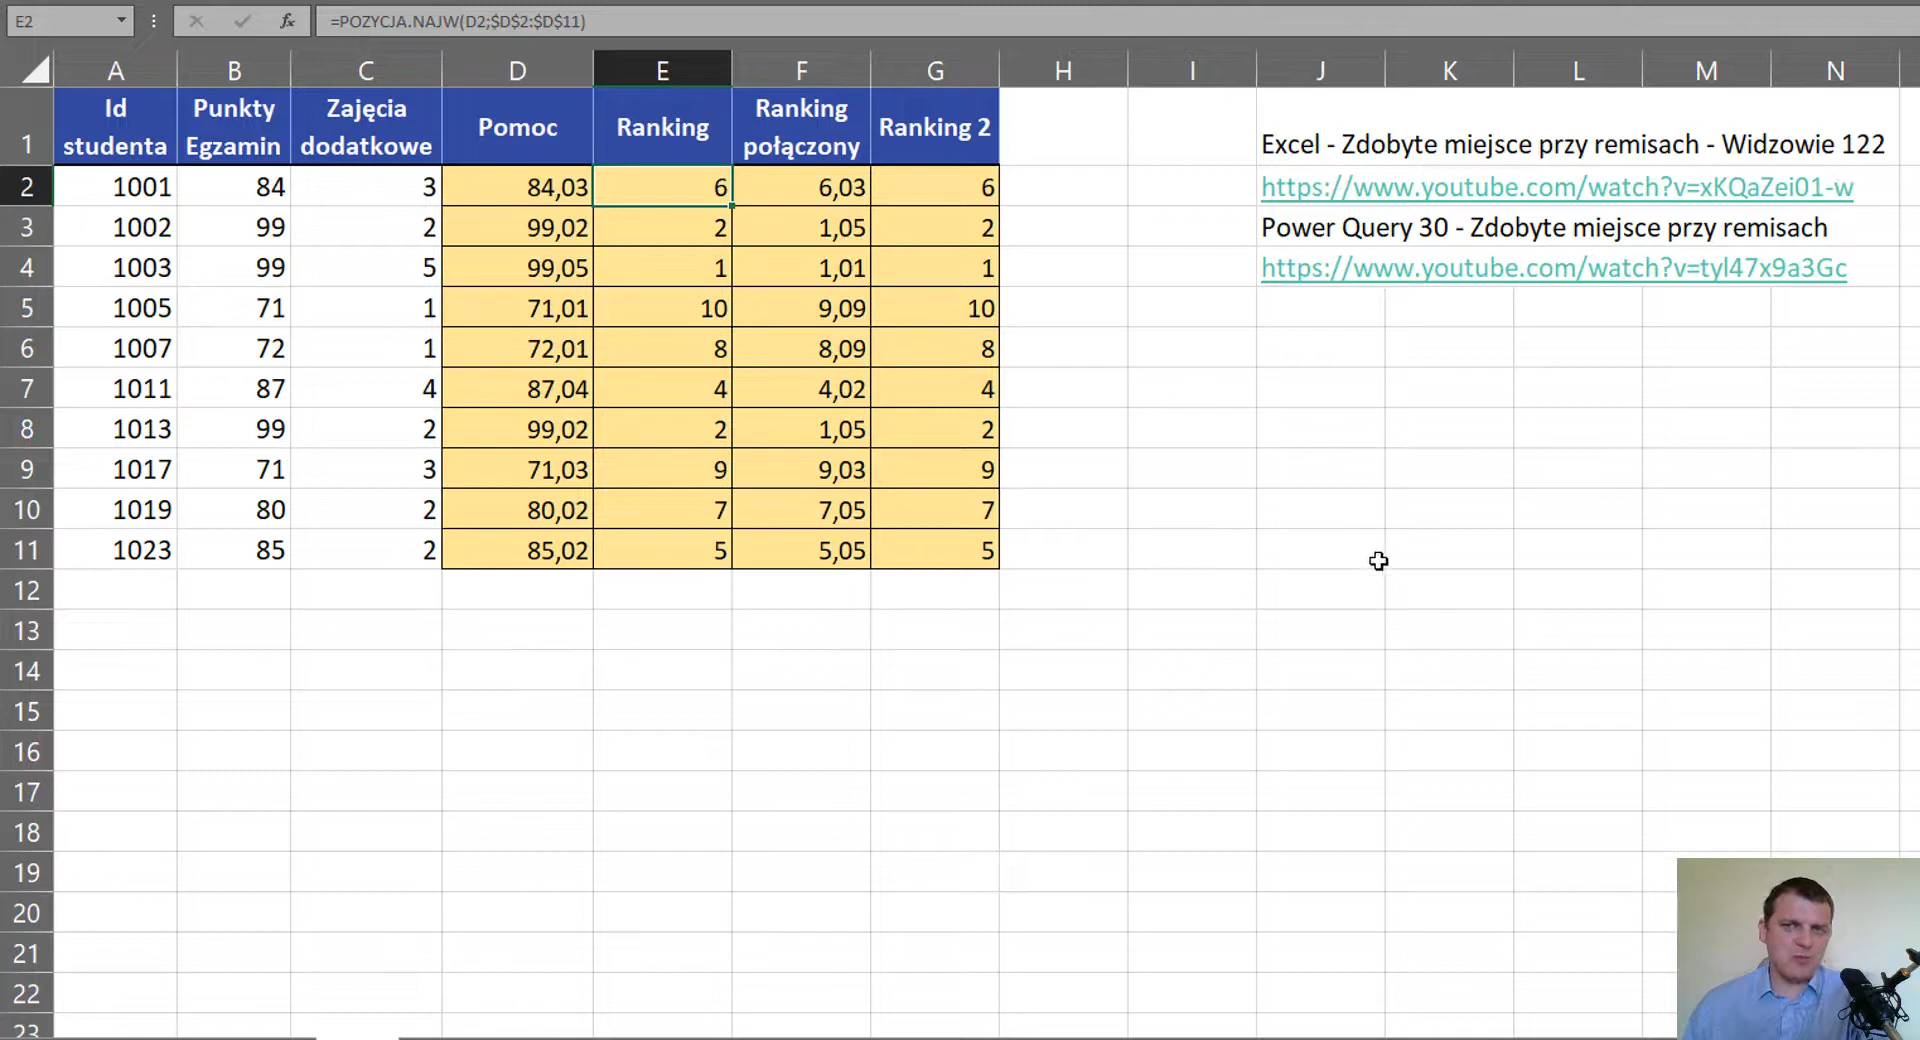 E2 fx =POZYCJA.NAJW(D2;$D$2:$D$11)
A B C D E F G H I J K L M N
1 Id studenta Punkty Egzamin Zajęcia dodatkowe Pomoc Ranking Ranking połączony Ranking 2 Excel - Zdobyte miejsce przy remisach - Widzowie 122
2 1001 84 3 84,03 6 6,03 6 https://www.youtube.com/watch?v=xKQaZei01-w
3 1002 99 2 99,02 2 1,05 2 Power Query 30 - Zdobyte miejsce przy remisach
4 1003 99 5 99,05 1 1,01 1 https://www.youtube.com/watch?v=tyl47x9a3Gc
5 1005 71 1 71,01 10 9,09 10
6 1007 72 1 72,01 8 8,09 8
7 1011 87 4 87,04 4 4,02 4
8 1013 99 2 99,02 2 1,05 2
9 1017 71 3 71,03 9 9,03 9
10 1019 80 2 80,02 7 7,05 7
11 1023 85 2 85,02 5 5,05 5
12
13
14
15
16
17
18
19
20
21
22
23